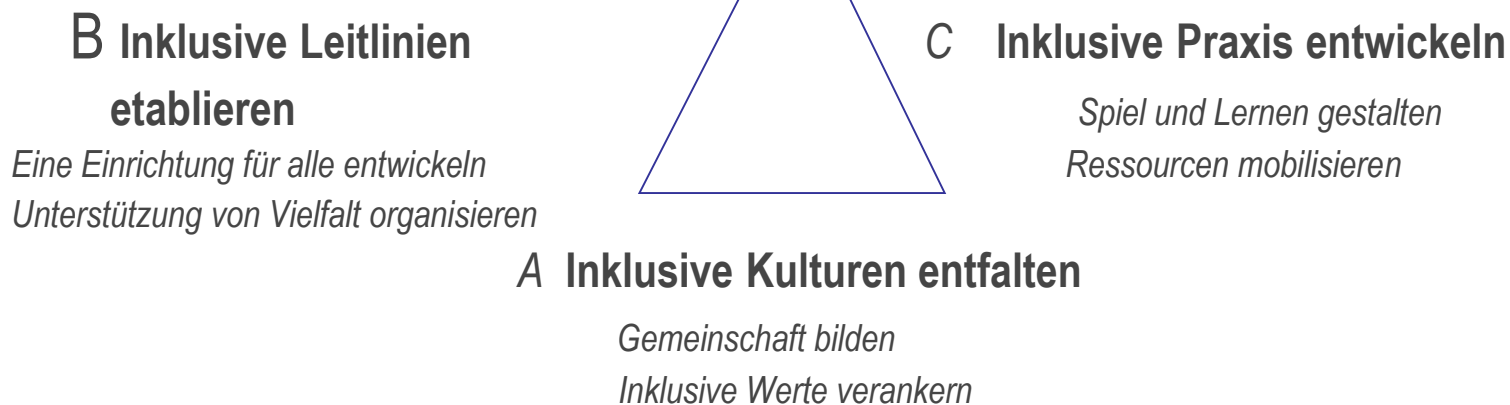 B Inklusive Leitlinien
etablieren
Eine Einrichtung für alle entwickeln
Unterstützung von Vielfalt organisieren
C Inklusive Praxis entwickeln
Spiel und Lernen gestalten
Ressourcen mobilisieren
A Inklusive Kulturen entfalten
Gemeinschaft bilden
Inklusive Werte verankern